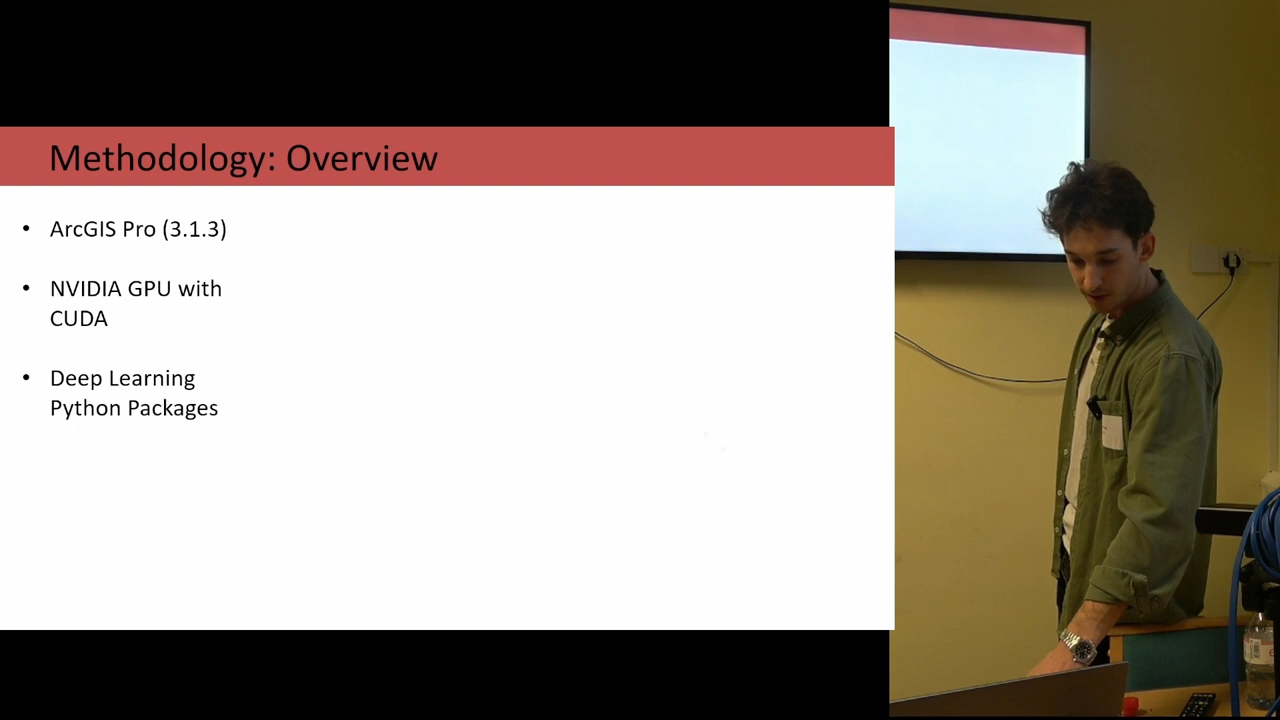 Methodology: Overview
• ArcGIS Pro (3.1.3)
• NVIDIA GPU with
CUDA
• Deep Learning
Python Packages